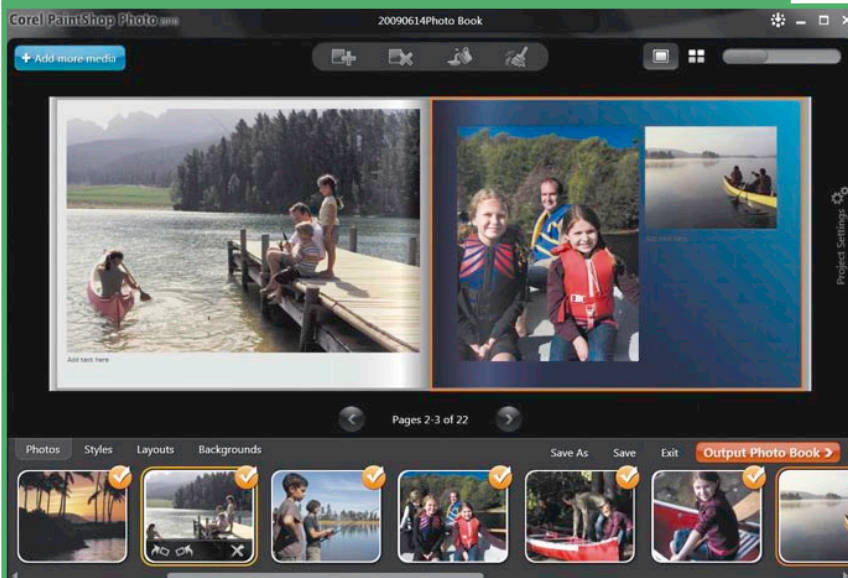 Corel PaintShop Photo 2010
20090614Photo Book
+ Add more media
Project Settings
Add text here
Add text here
Pages 2-3 of 22
Photos Styles Layouts Backgrounds Save As Save Exit Output Photo Book >